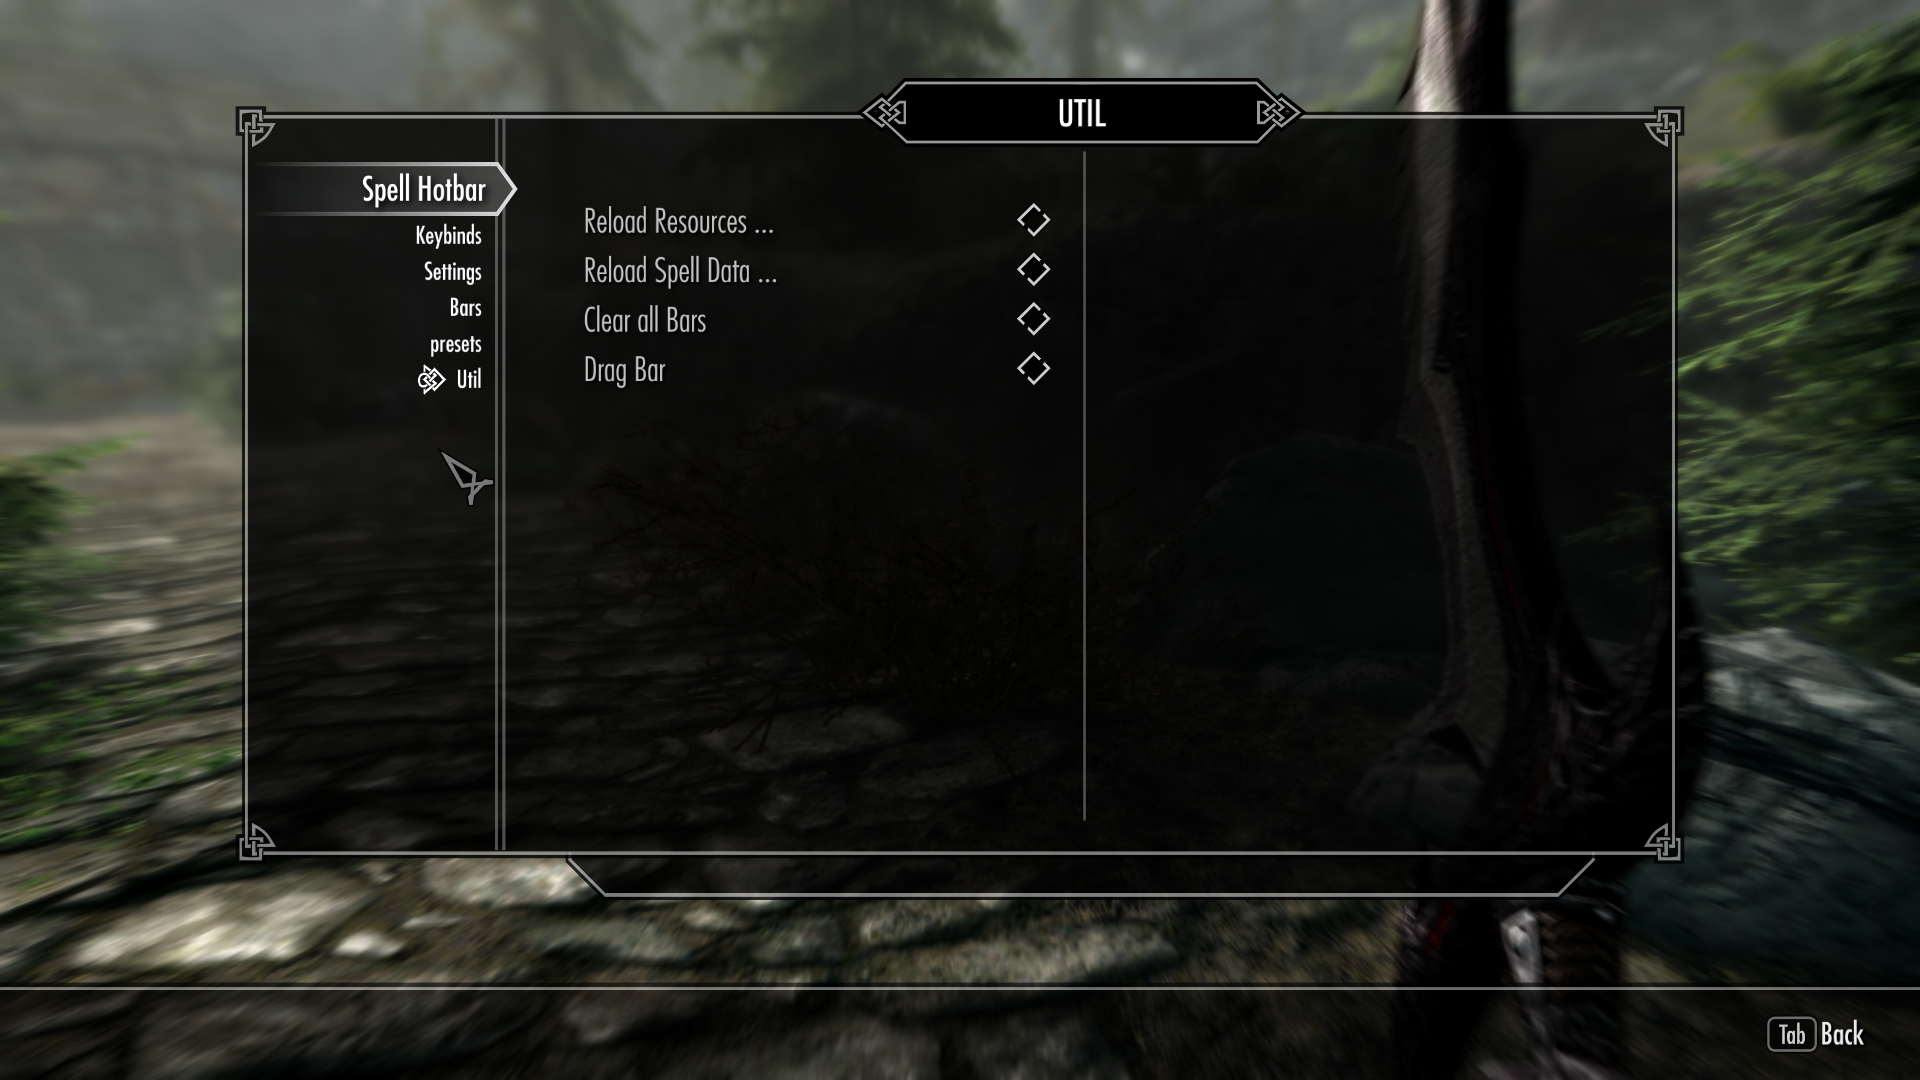 UTIL
Spell Hotbar
Keybinds
Settings
Bars
presets
Util
Reload Resources ...
Reload Spell Data ...
Clear all Bars
Drag Bar
Tab Back